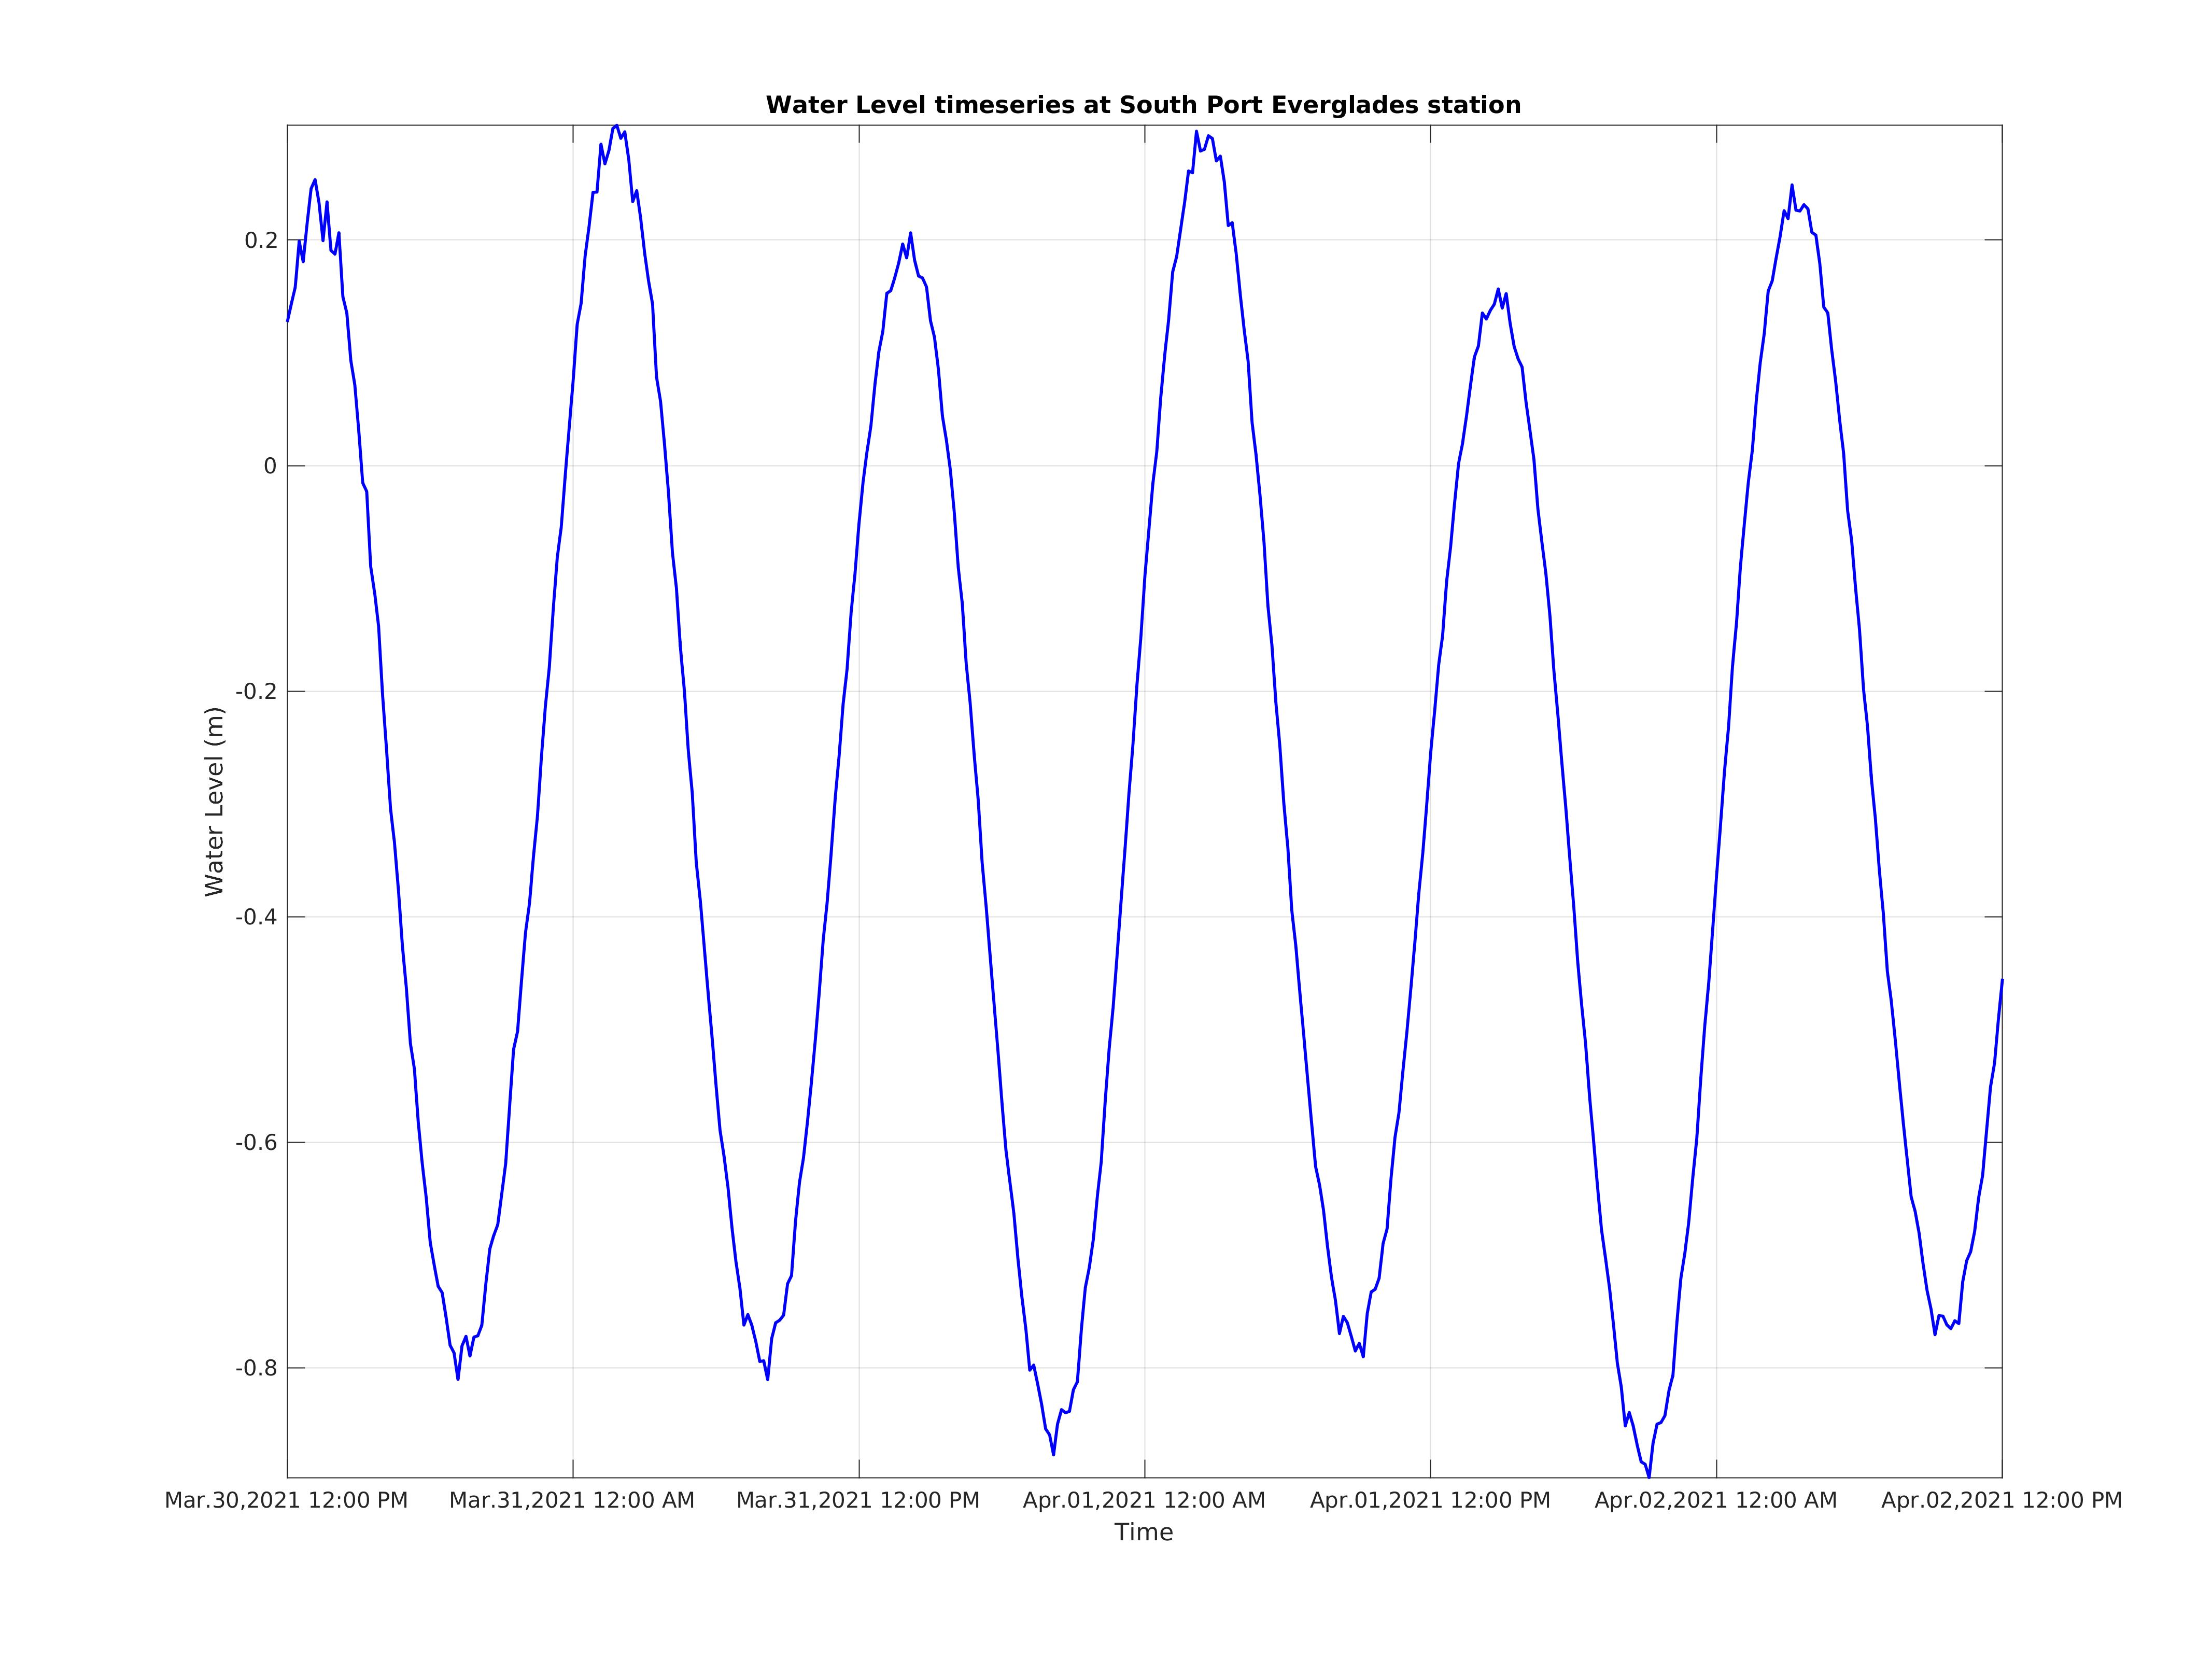 Water Level timeseries at South Port Everglades station
0.2
0
-0.2
-0.4
-0.6
-0.8
Water Level (m)
Mar.30,2021 12:00 PM Mar.31,2021 12:00 AM Mar.31,2021 12:00 PM Apr.01,2021 12:00 AM Apr.01,2021 12:00 PM Apr.02,2021 12:00 AM Apr.02,2021 12:00 PM
Time